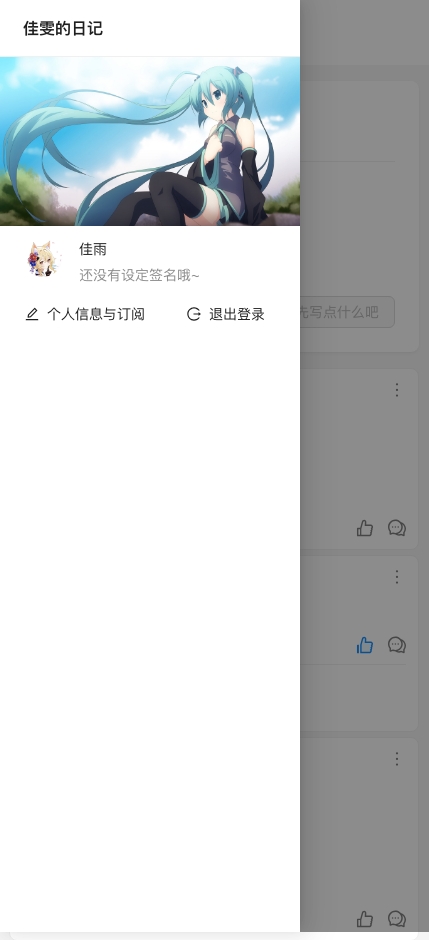 佳雯的日记
佳雨
还没有设定签名哦~
个人信息与订阅
退出登录
先写点什么吧